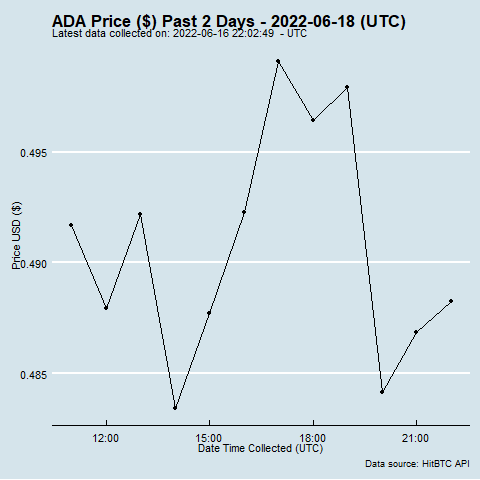 ADA Price ($) Past 2 Days - 2022-06-18 (UTC)
Latest data collected on: 2022-06-16 22:02:49  - UTC
Price USD ($)
0.495
0.490
0.485
12:00 15:00 18:00 21:00
Date Time Collected (UTC)
Data source: HitBTC API